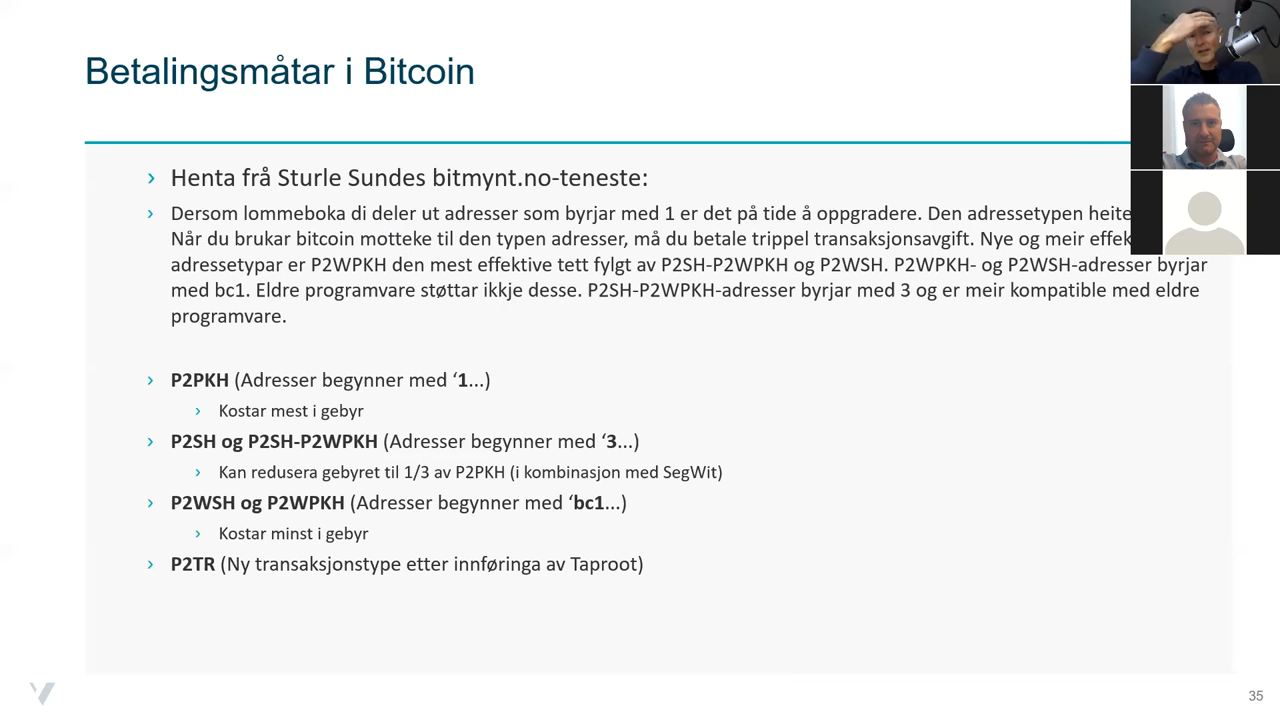 Betalingsmåtar i Bitcoin
› Henta frå Sturle Sundes bitmynt.no-teneste:
› Dersom lommeboka di deler ut adresser som byrjar med 1 er det på tide å oppgradere. Den adressetypen heite
Når du brukar bitcoin motteke til den typen adresser, må du betale trippel transaksjonsavgift. Nye og meir effek
adressetypar er P2WPKH den mest effektive tett fylgt av P2SH-P2WPKH og P2WSH. P2WPKH- og P2WSH-adresser byrjar
med bc1. Eldre programvare støttar ikkje desse. P2SH-P2WPKH-adresser byrjar med 3 og er meir kompatible med eldre
programvare.
› P2PKH (Adresser begynner med ‘1...)
› Kostar mest i gebyr
› P2SH og P2SH-P2WPKH (Adresser begynner med ‘3...)
› Kan redusera gebyret til 1/3 av P2PKH (i kombinasjon med SegWit)
› P2WSH og P2WPKH (Adresser begynner med ‘bc1...)
› Kostar minst i gebyr
› P2TR (Ny transaksjonstype etter innføringa av Taproot)
35